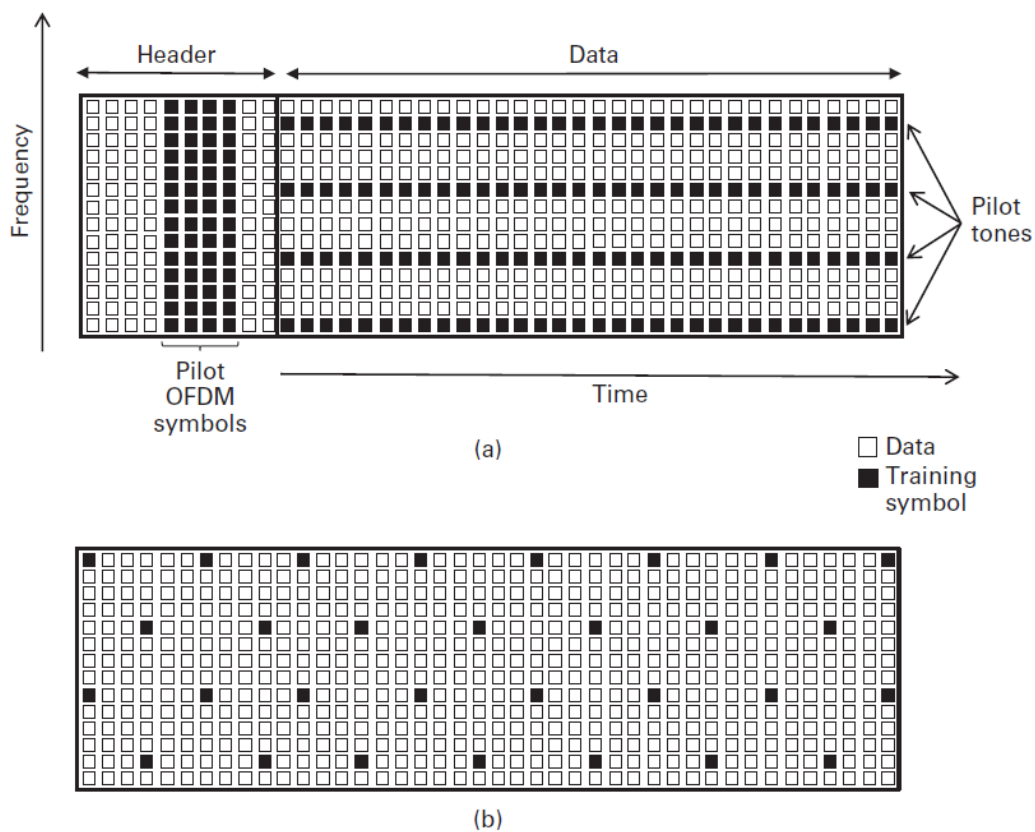 Header
Data
Frequency
Pilot
tones
Pilot
OFDM
symbols
Time
(a)
Data
Training
symbol
(b)